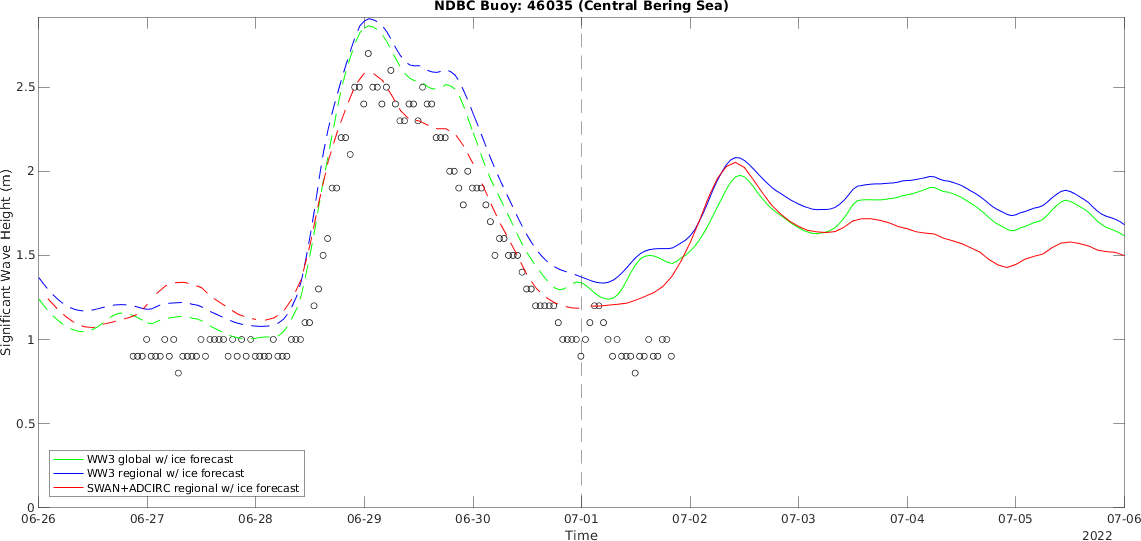 NDBC Buoy: 46035 (Central Bering Sea)
Significant Wave Height (m)
2.5
2
1.5
1
0.5
0
WW3 global w/ ice forecast
WW3 regional w/ ice forecast
SWAN+ADCIRC regional w/ ice forecast
06-26 06-27 06-28 06-29 06-30 07-01 07-02 07-03 07-04 07-05 07-06
Time
2022